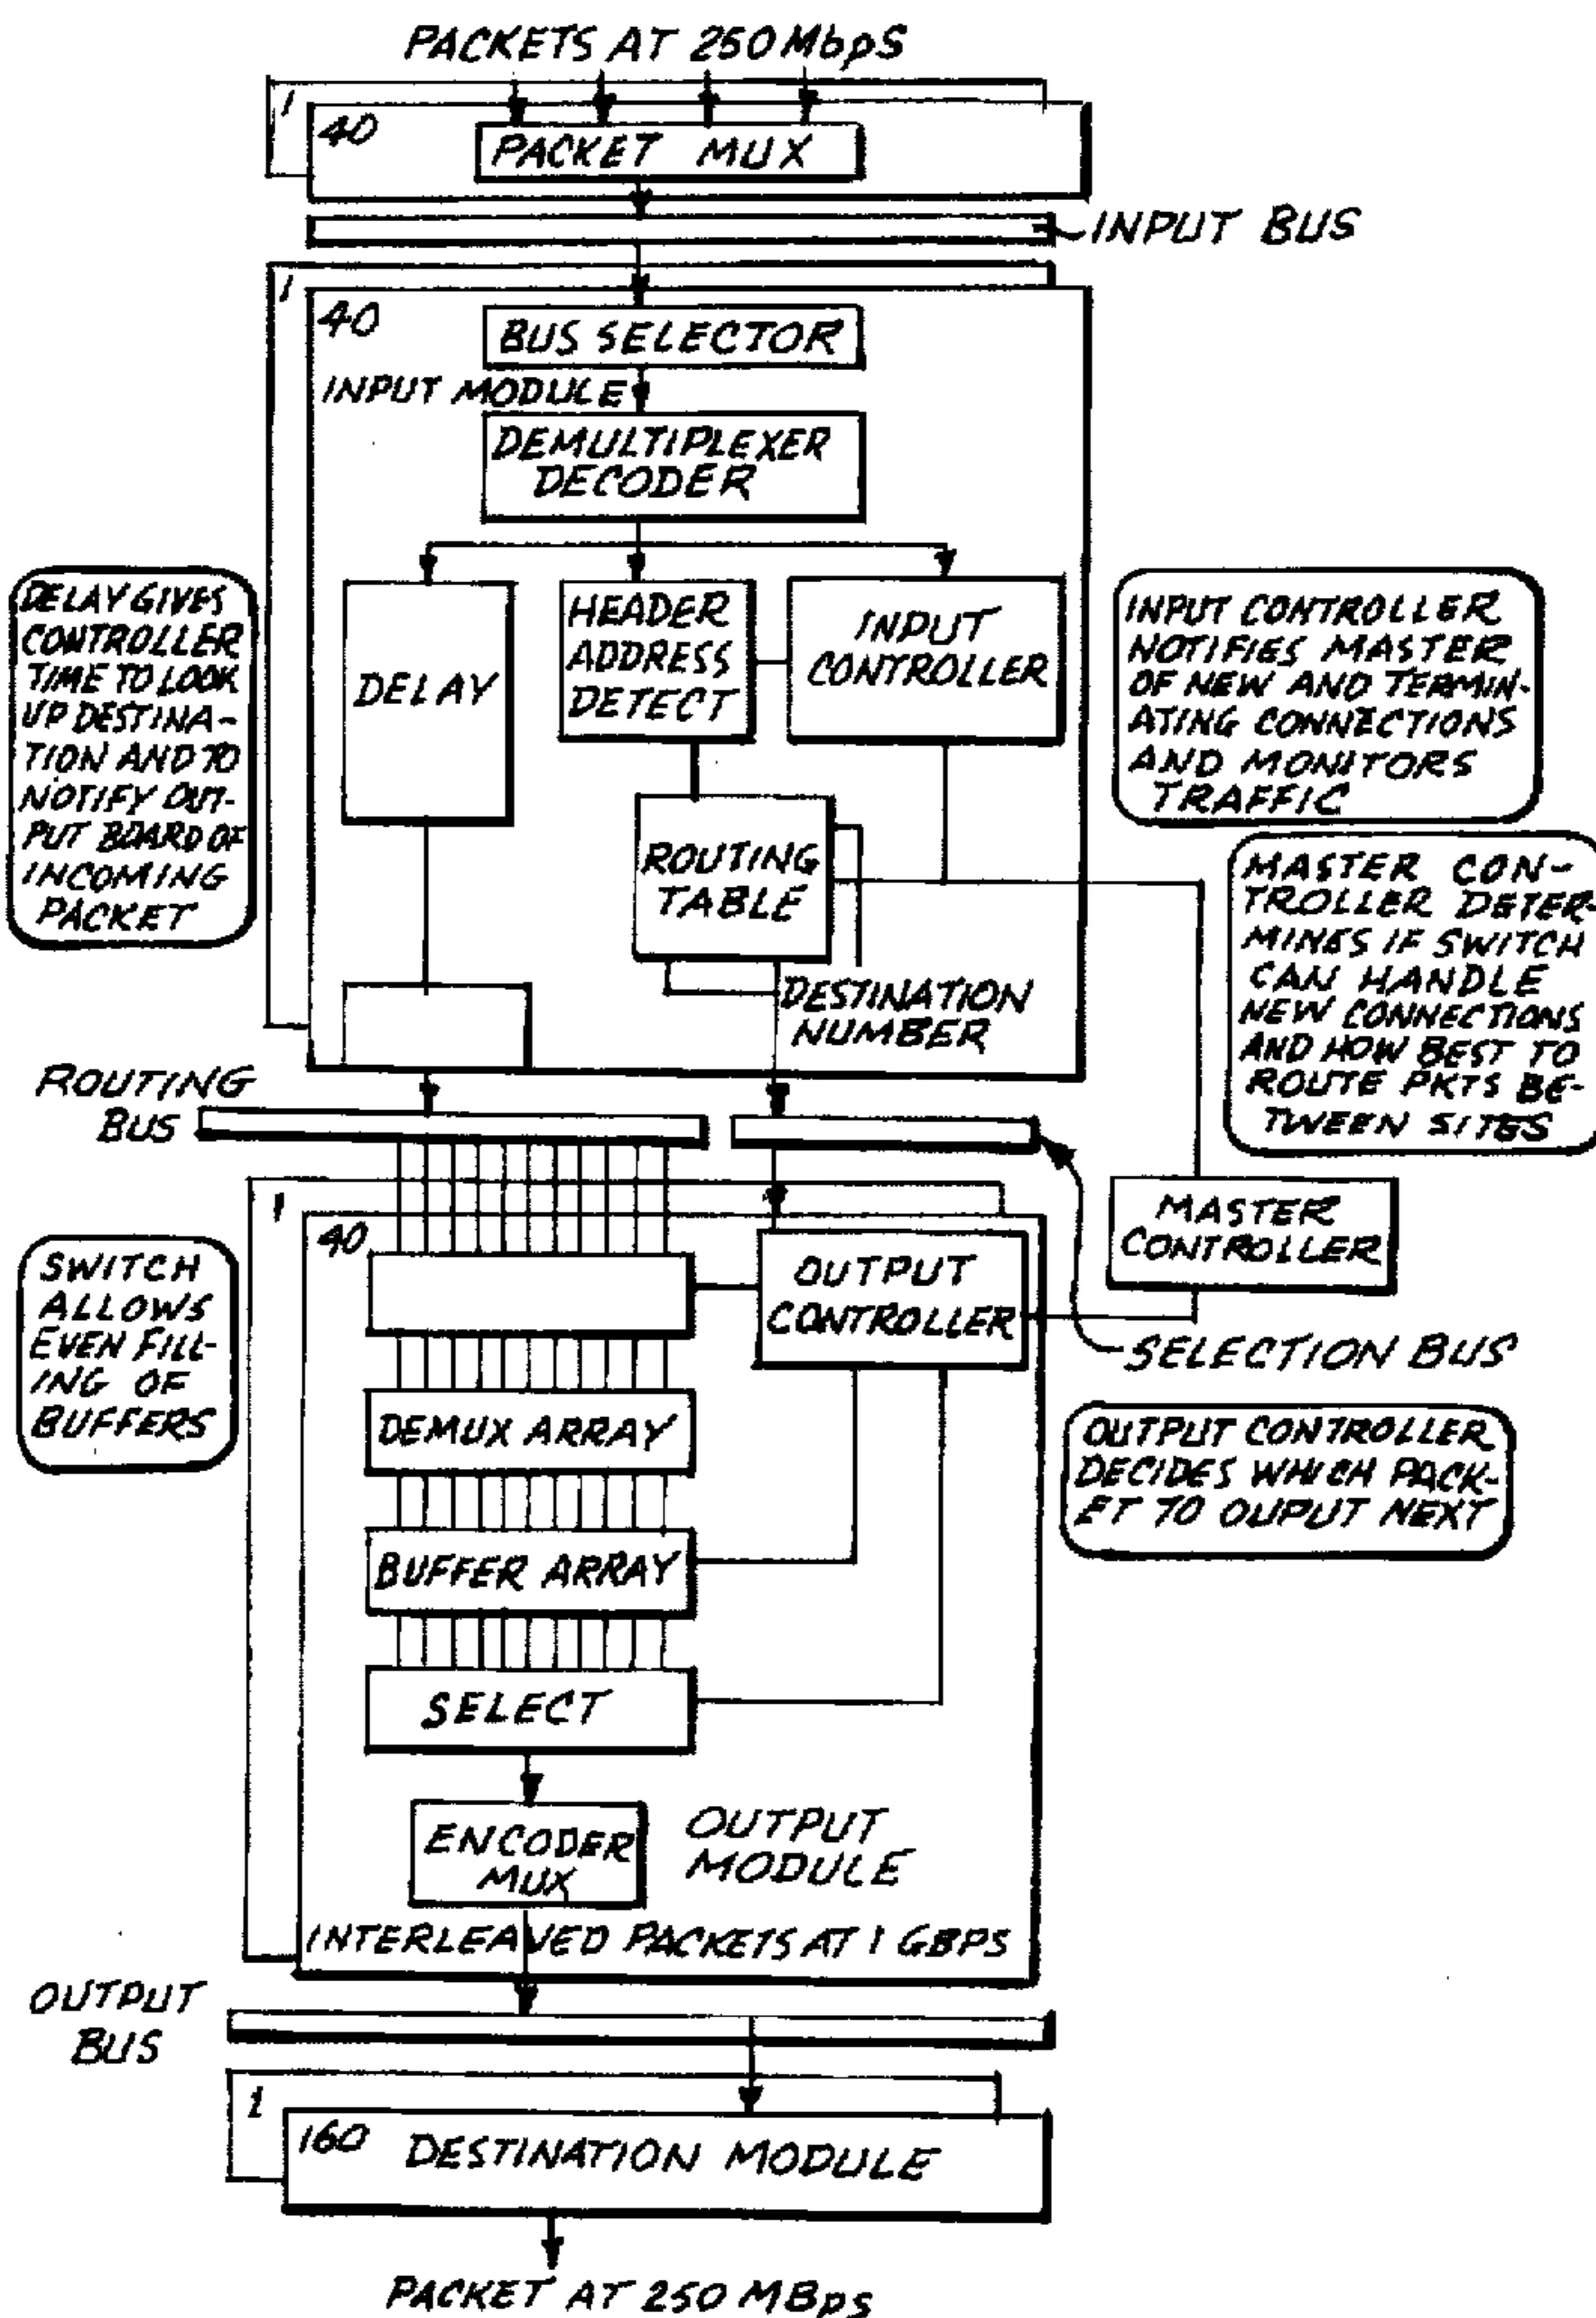 PACKETS AT 250 MbpS
1
40
PACKET MUX
INPUT BUS
1
40
BUS SELECTOR
INPUT MODULE
DEMULTIPLEXER
DECODER
DELAY GIVES
CONTROLLER
TIME TO LOOK
UP DESTINA-
TION AND TO
NOTIFY OUT-
PUT BOARD OF
INCOMING
PACKET
DELAY
HEADER
ADDRESS
DETECT
INPUT
CONTROLLER
INPUT CONTROLLER
NOTIFIES MASTER
OF NEW AND TERMIN-
ATING CONNECTIONS
AND MONITORS
TRAFFIC
ROUTING
TABLE
DESTINATION
NUMBER
MASTER CON-
TROLLER DETER-
MINES IF SWITCH
CAN HANDLE
NEW CONNECTIONS
AND HOW BEST TO
ROUTE PKTS BE-
TWEEN SITES
ROUTING
BUS
MASTER
CONTROLLER
1
40
SWITCH
ALLOWS
EVEN FILL-
ING OF
BUFFERS
OUTPUT
CONTROLLER
SELECTION BUS
DEMUX ARRAY
OUTPUT CONTROLLER
DECIDES WHICH PACK-
ET TO OUPUT NEXT
BUFFER ARRAY
SELECT
ENCODER
MUX
OUTPUT
MODULE
INTERLEAVED PACKETS AT 1 GBPS
OUTPUT
BUS
1
160 DESTINATION MODULE
PACKET AT 250 MBpS